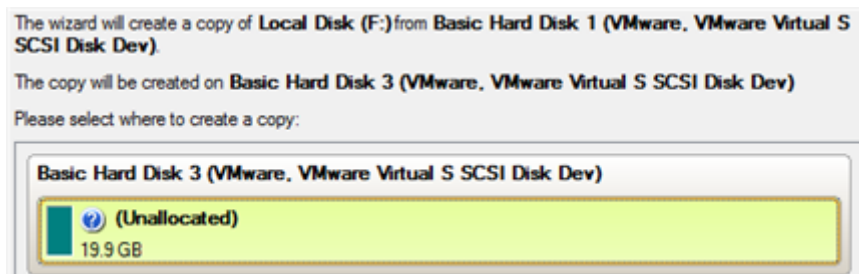 The wizard will create a copy of Local Disk (F:)from Basic Hard Disk 1 (VMware, VMware Virtual S
SCSI Disk Dev).
The copy will be created on Basic Hard Disk 3 (VMware, VMware Virtual S SCSI Disk Dev)
Please select where to create a copy:
Basic Hard Disk 3 (VMware, VMware Virtual S SCSI Disk Dev)
(Unallocated)
19.9 GB